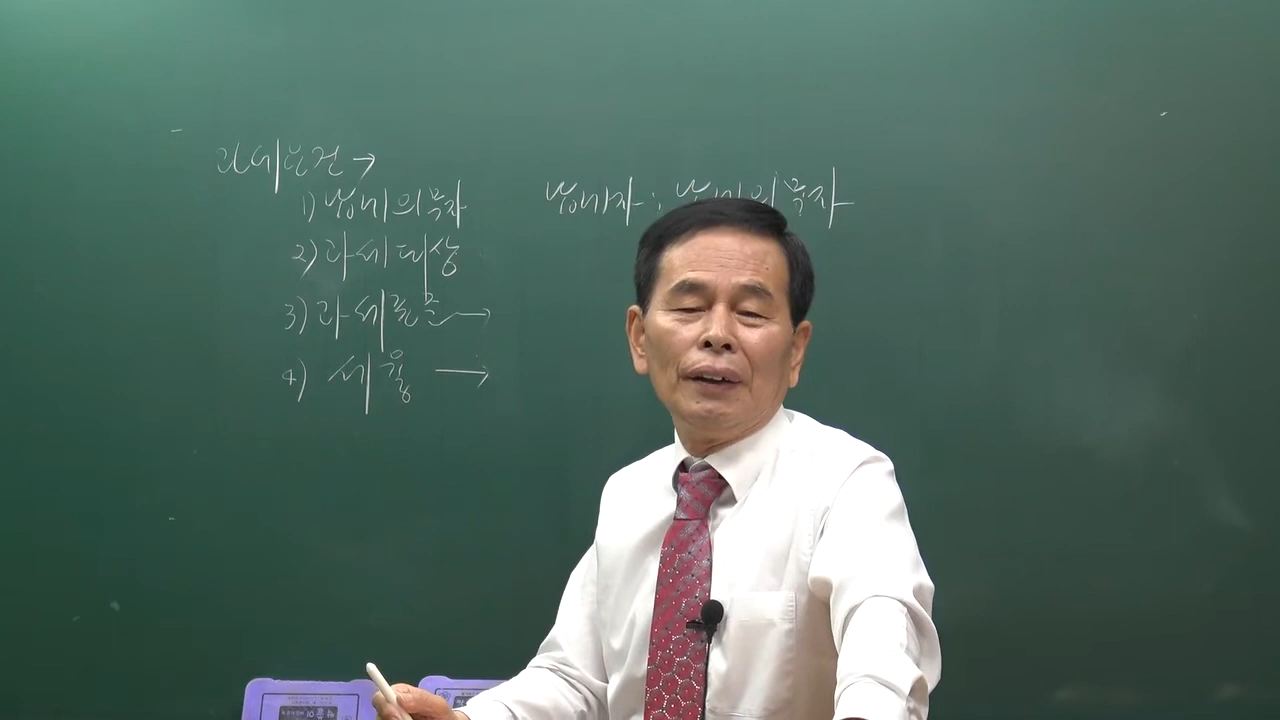 과세요건 →
1) 납세의무자
납세자 : 납세의무자
2) 과세대상
3) 과세표준 →
4) 세율 →